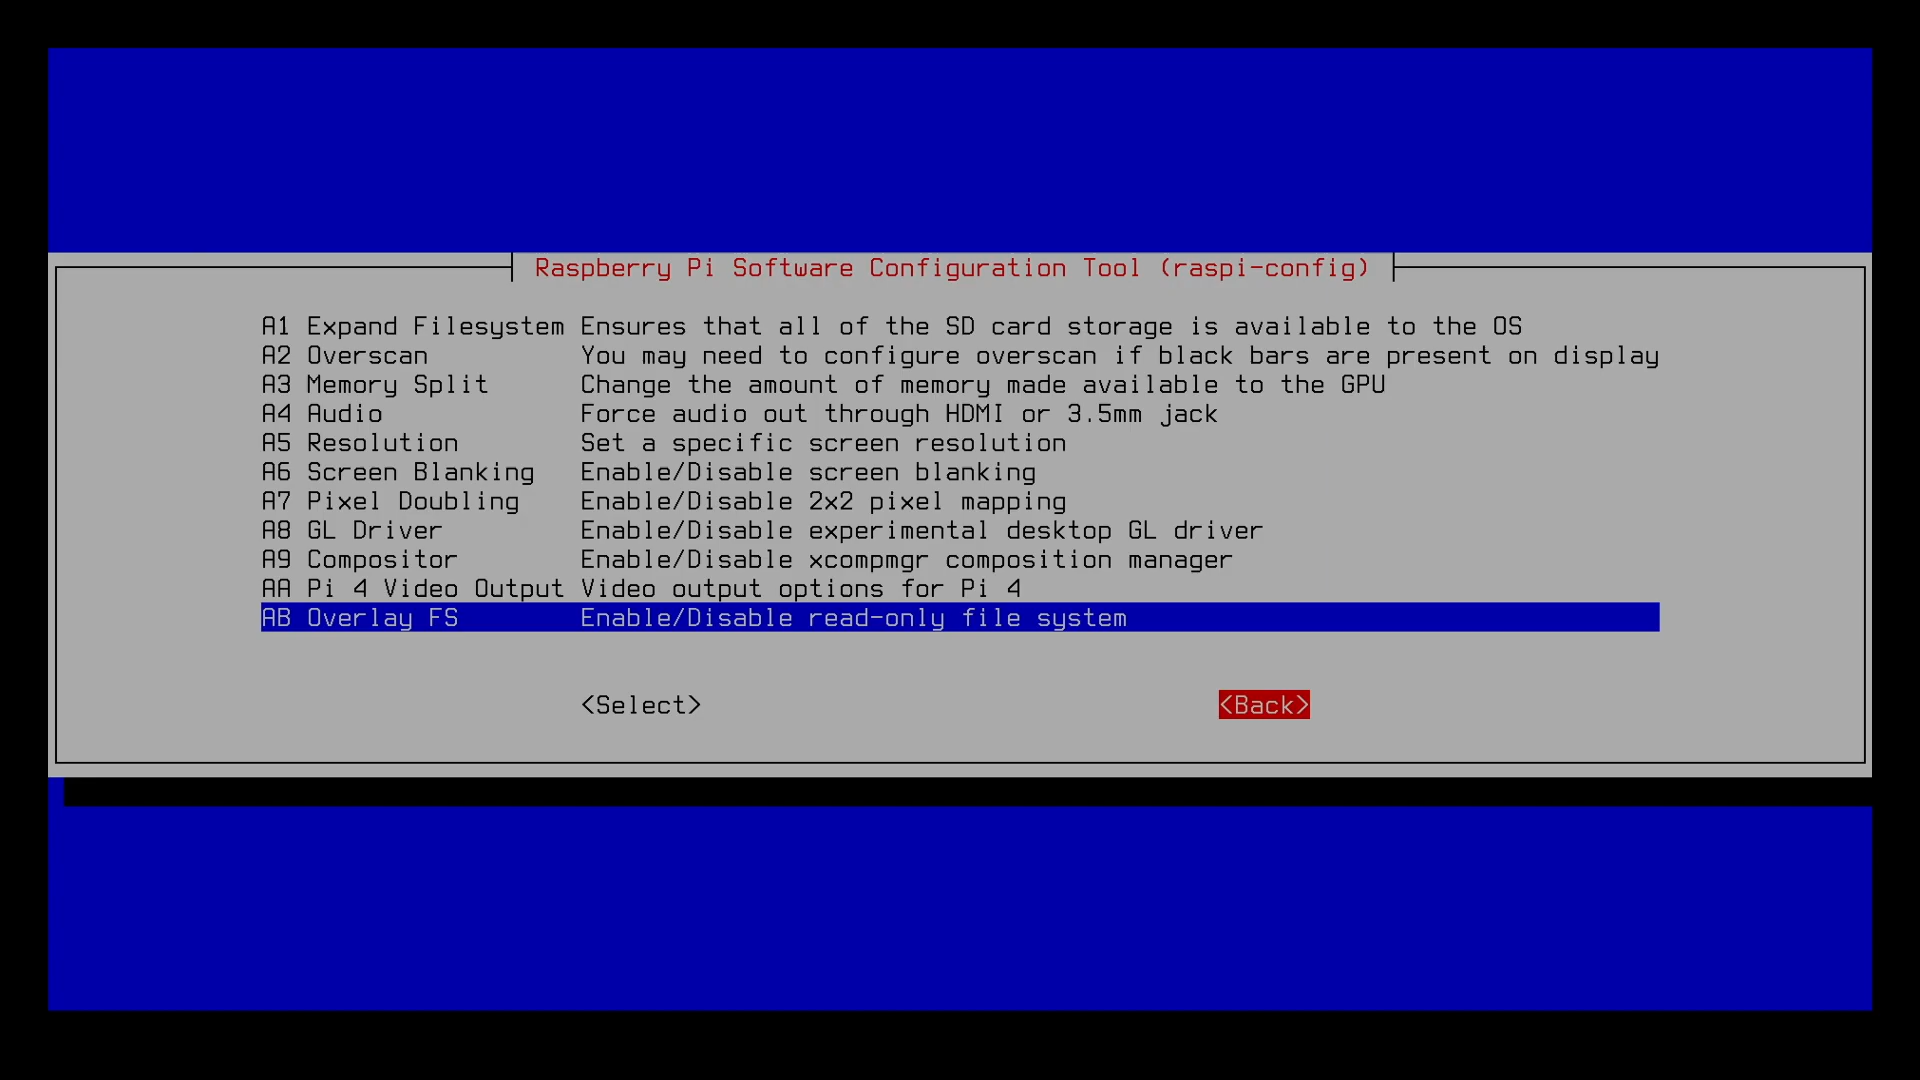 Raspberry Pi Software Configuration Tool (raspi-config)
A1 Expand Filesystem Ensures that all of the SD card storage is available to the OS
A2 Overscan You may need to configure overscan if black bars are present on display
A3 Memory Split Change the amount of memory made available to the GPU
A4 Audio Force audio out through HDMI or 3.5mm jack
A5 Resolution Set a specific screen resolution
A6 Screen Blanking Enable/Disable screen blanking
A7 Pixel Doubling Enable/Disable 2x2 pixel mapping
A8 GL Driver Enable/Disable experimental desktop GL driver
A9 Compositor Enable/Disable xcompmgr composition manager
AA Pi 4 Video Output Video output options for Pi 4
AB Overlay FS Enable/Disable read-only file system
<Select> <Back>